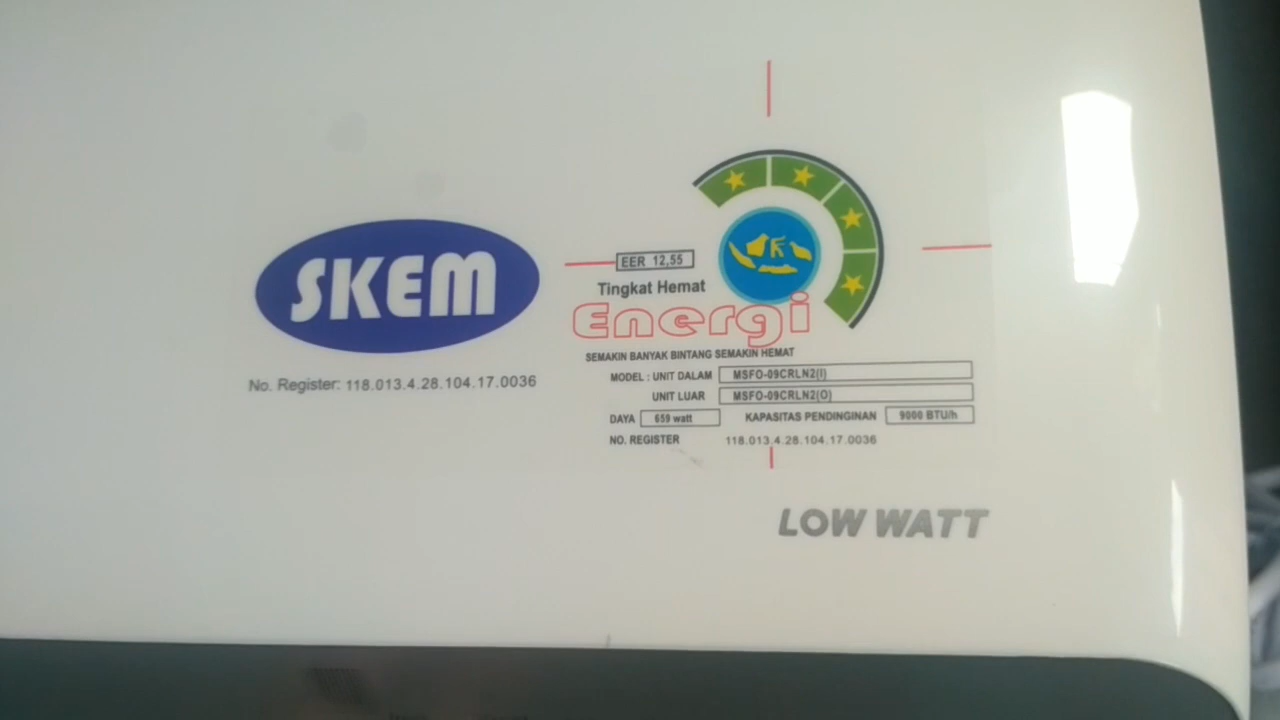 SKEM
No. Register: 118.013.4.28.104.17.0036
EER 12,55
Tingkat Hemat
Energi
SEMAKIN BANYAK BINTANG SEMAKIN HEMAT
MODEL : UNIT DALAM MSFO-09CRLN2(I)
UNIT LUAR MSFO-09CRLN2(O)
DAYA 659 watt KAPASITAS PENDINGINAN 9000 BTU/h
NO. REGISTER 118.013.4.28.104.17.0036
LOW WATT